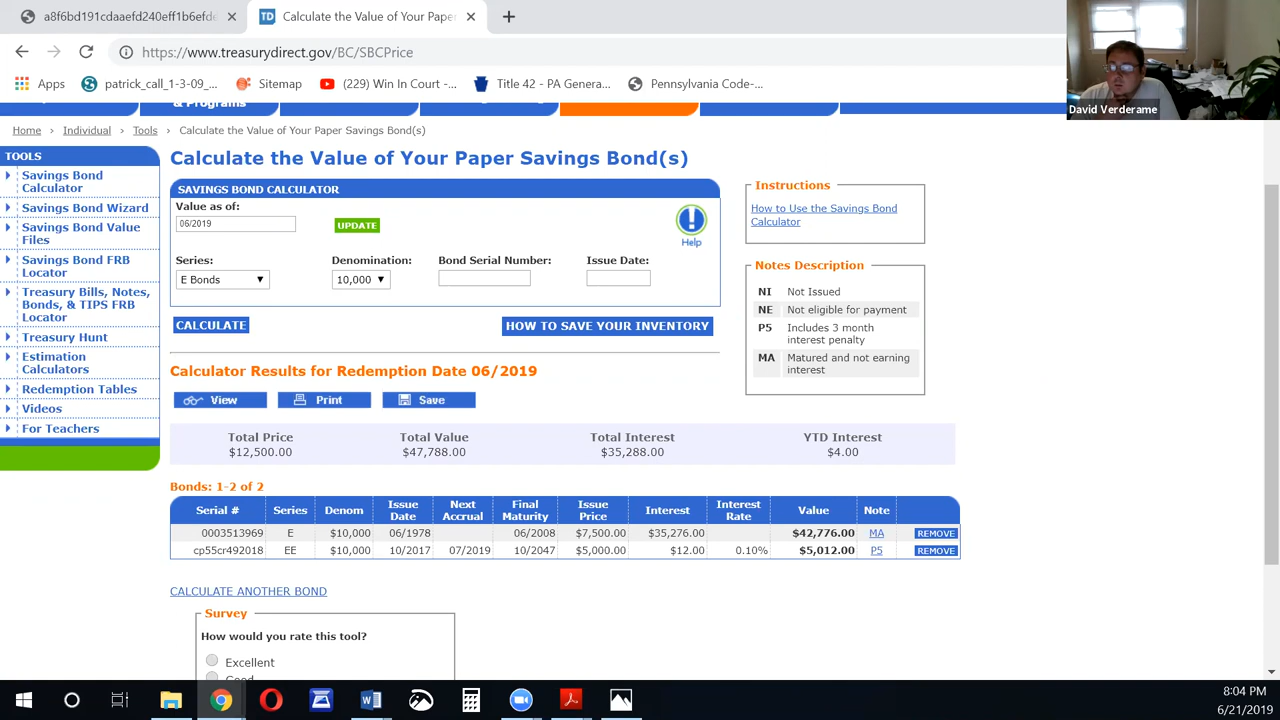 a8f6bd191cdaaefd240eff1b6efde
Calculate the Value of Your Paper
https://www.treasurydirect.gov/BC/SBCPrice
Apps
patrick_call_1-3-09_...
Sitemap
(229) Win In Court -...
Title 42 - PA Genera...
Pennsylvania Code-...
David Verderame
& Programs
Home > Individual > Tools > Calculate the Value of Your Paper Savings Bond(s)
TOOLS
Savings Bond
Calculator
Savings Bond Wizard
Savings Bond Value
Files
Savings Bond FRB
Locator
Treasury Bills, Notes,
Bonds, & TIPS FRB
Locator
Treasury Hunt
Estimation
Calculators
Redemption Tables
Videos
For Teachers
Calculate the Value of Your Paper Savings Bond(s)
SAVINGS BOND CALCULATOR
Value as of:
06/2019
UPDATE
Help
Series: Denomination: Bond Serial Number: Issue Date:
E Bonds 10,000
CALCULATE
HOW TO SAVE YOUR INVENTORY
Instructions
How to Use the Savings Bond
Calculator
Notes Description
NI Not Issued
NE Not eligible for payment
P5 Includes 3 month
interest penalty
MA Matured and not earning
interest
Calculator Results for Redemption Date 06/2019
View Print Save
Total Price Total Value Total Interest YTD Interest
$12,500.00 $47,788.00 $35,288.00 $4.00
Bonds: 1-2 of 2
Serial # Series Denom Issue Date Next Accrual Final Maturity Issue Price Interest Interest Rate Value Note
0003513969 E $10,000 06/1978 06/2008 $7,500.00 $35,276.00 $42,776.00 MA REMOVE
cp55cr492018 EE $10,000 10/2017 07/2019 10/2047 $5,000.00 $12.00 0.10% $5,012.00 P5 REMOVE
CALCULATE ANOTHER BOND
Survey
How would you rate this tool?
Excellent
Good
8:04 PM
6/21/2019